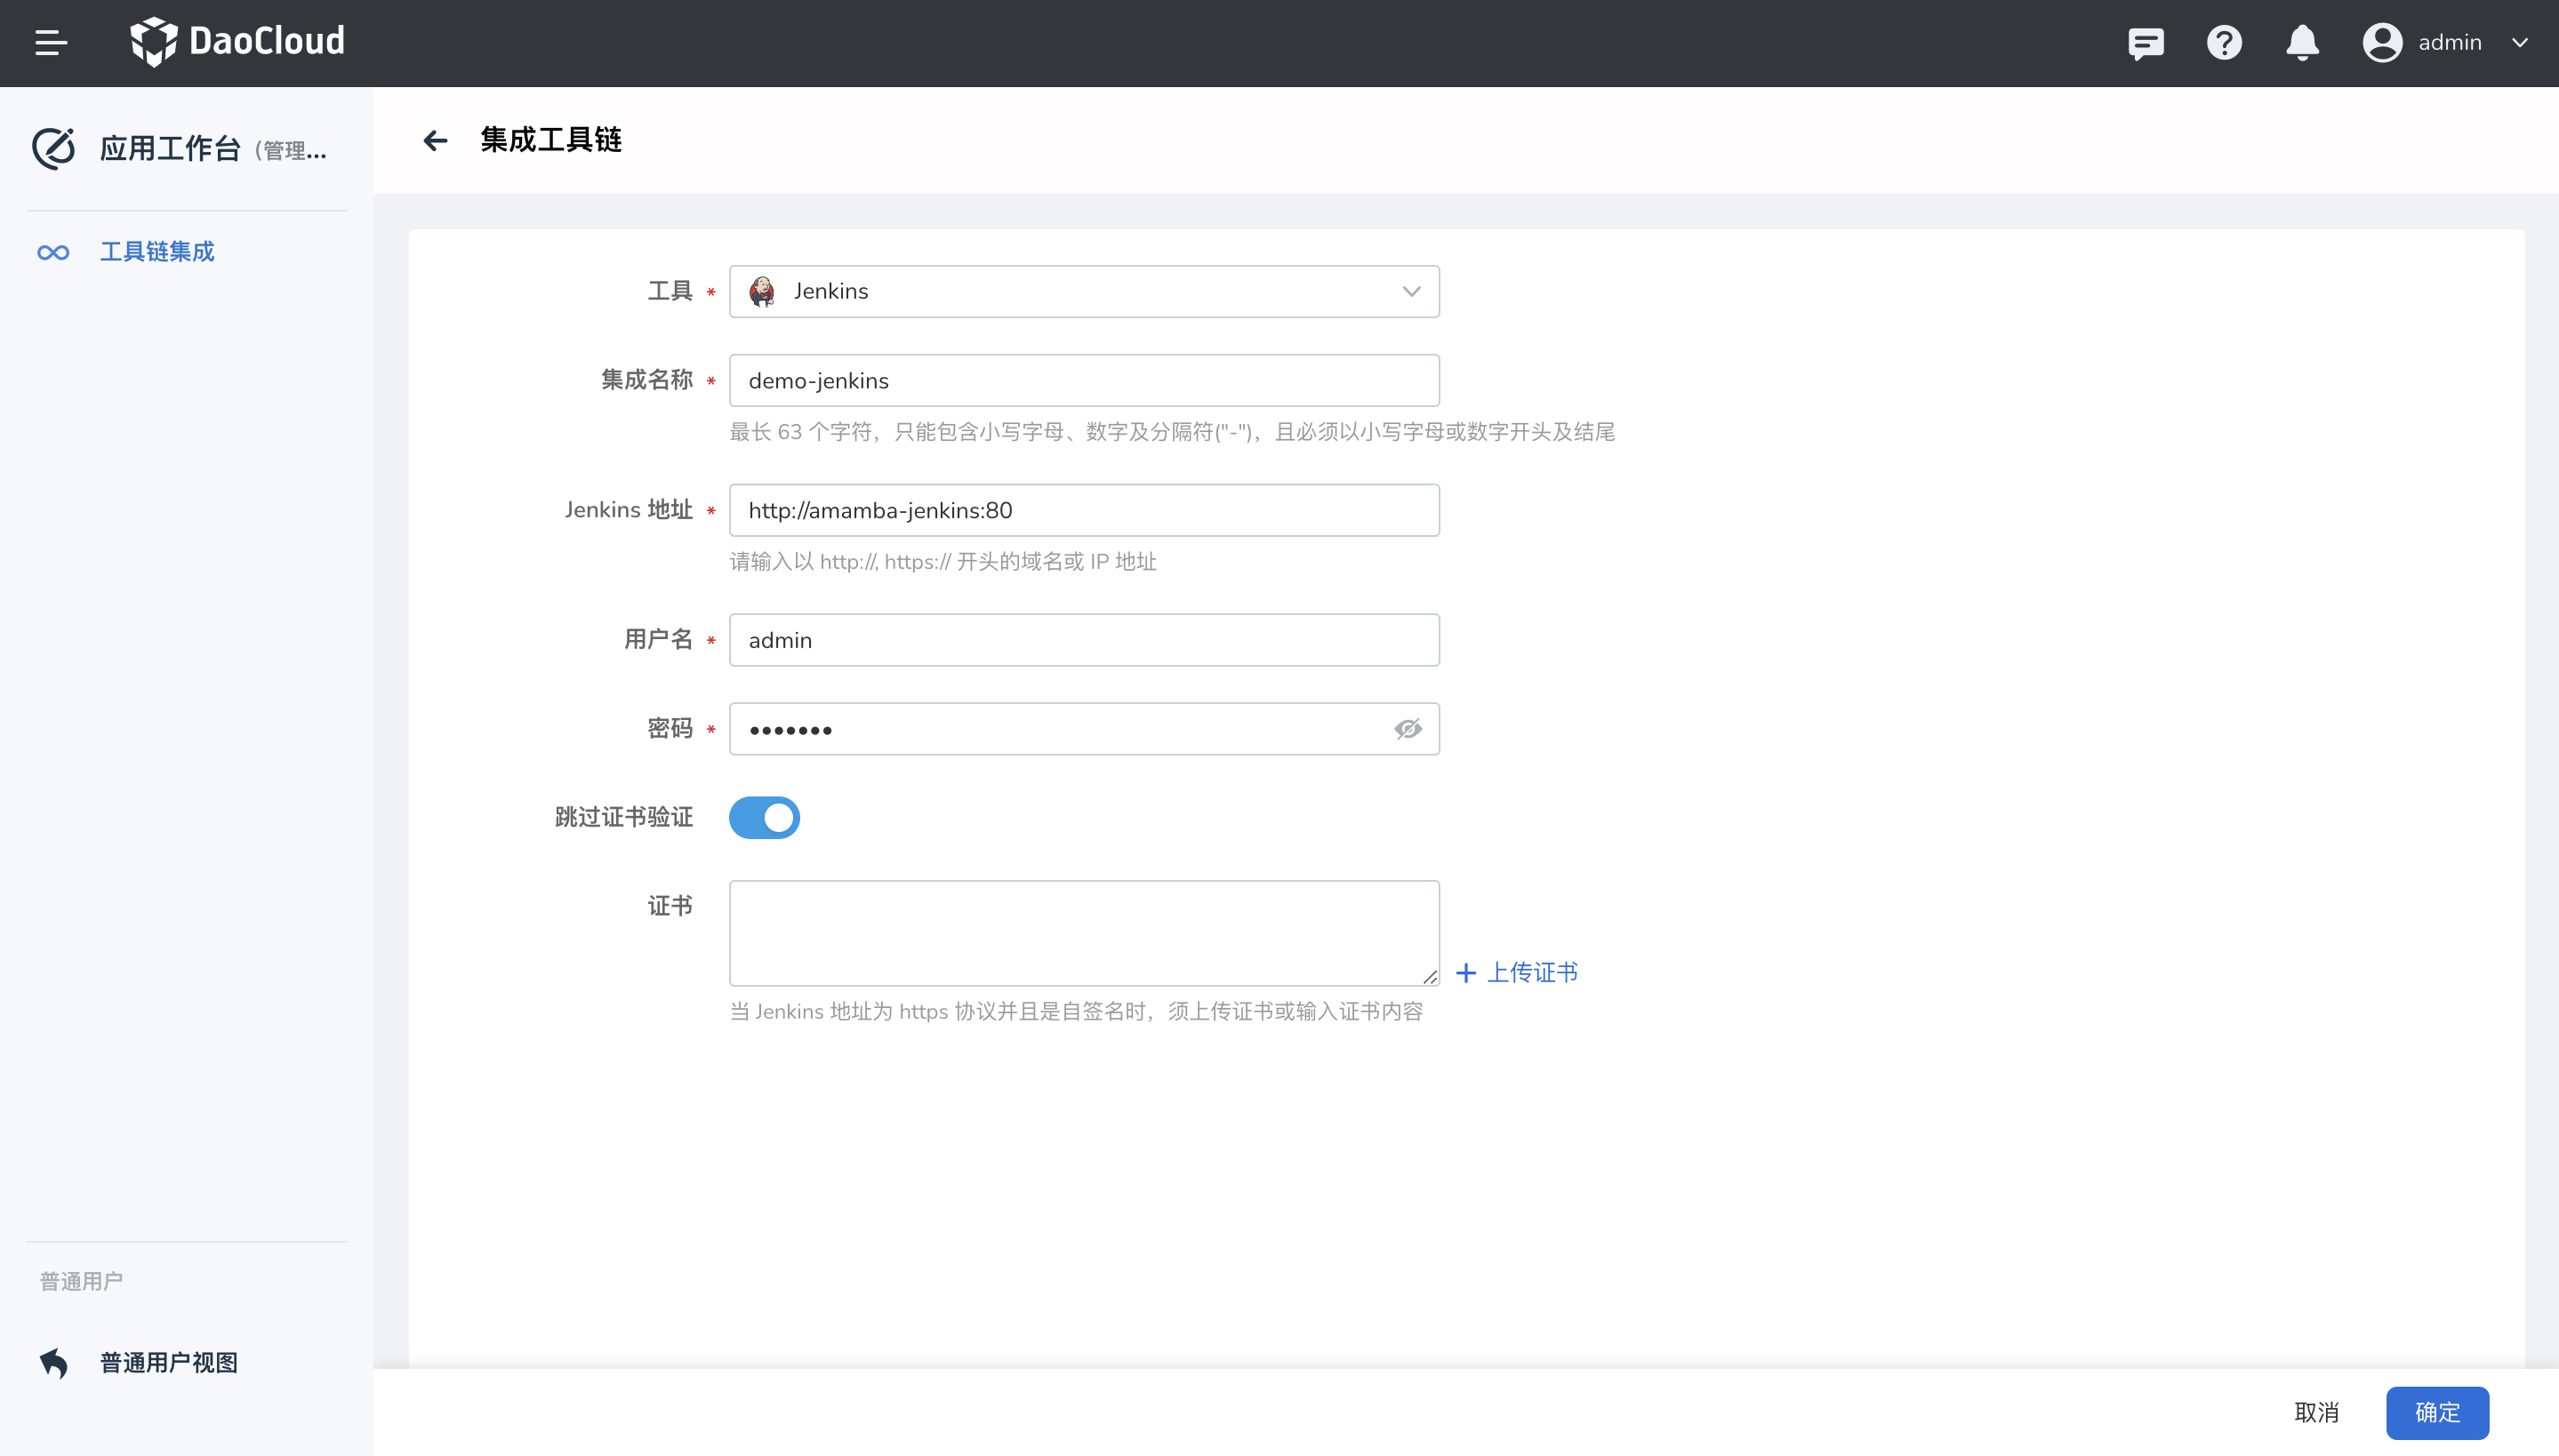 DaoCloud
admin
应用工作台 (管理...
工具链集成
普通用户
普通用户视图
集成工具链
工具 * Jenkins
集成名称 * demo-jenkins
最长 63 个字符，只能包含小写字母、数字及分隔符("-")，且必须以小写字母或数字开头及结尾
Jenkins 地址 * http://amamba-jenkins:80
请输入以 http://, https:// 开头的域名或 IP 地址
用户名 * admin
密码 * •••••••
跳过证书验证
证书
+ 上传证书
当 Jenkins 地址为 https 协议并且是自签名时，须上传证书或输入证书内容
取消 确定